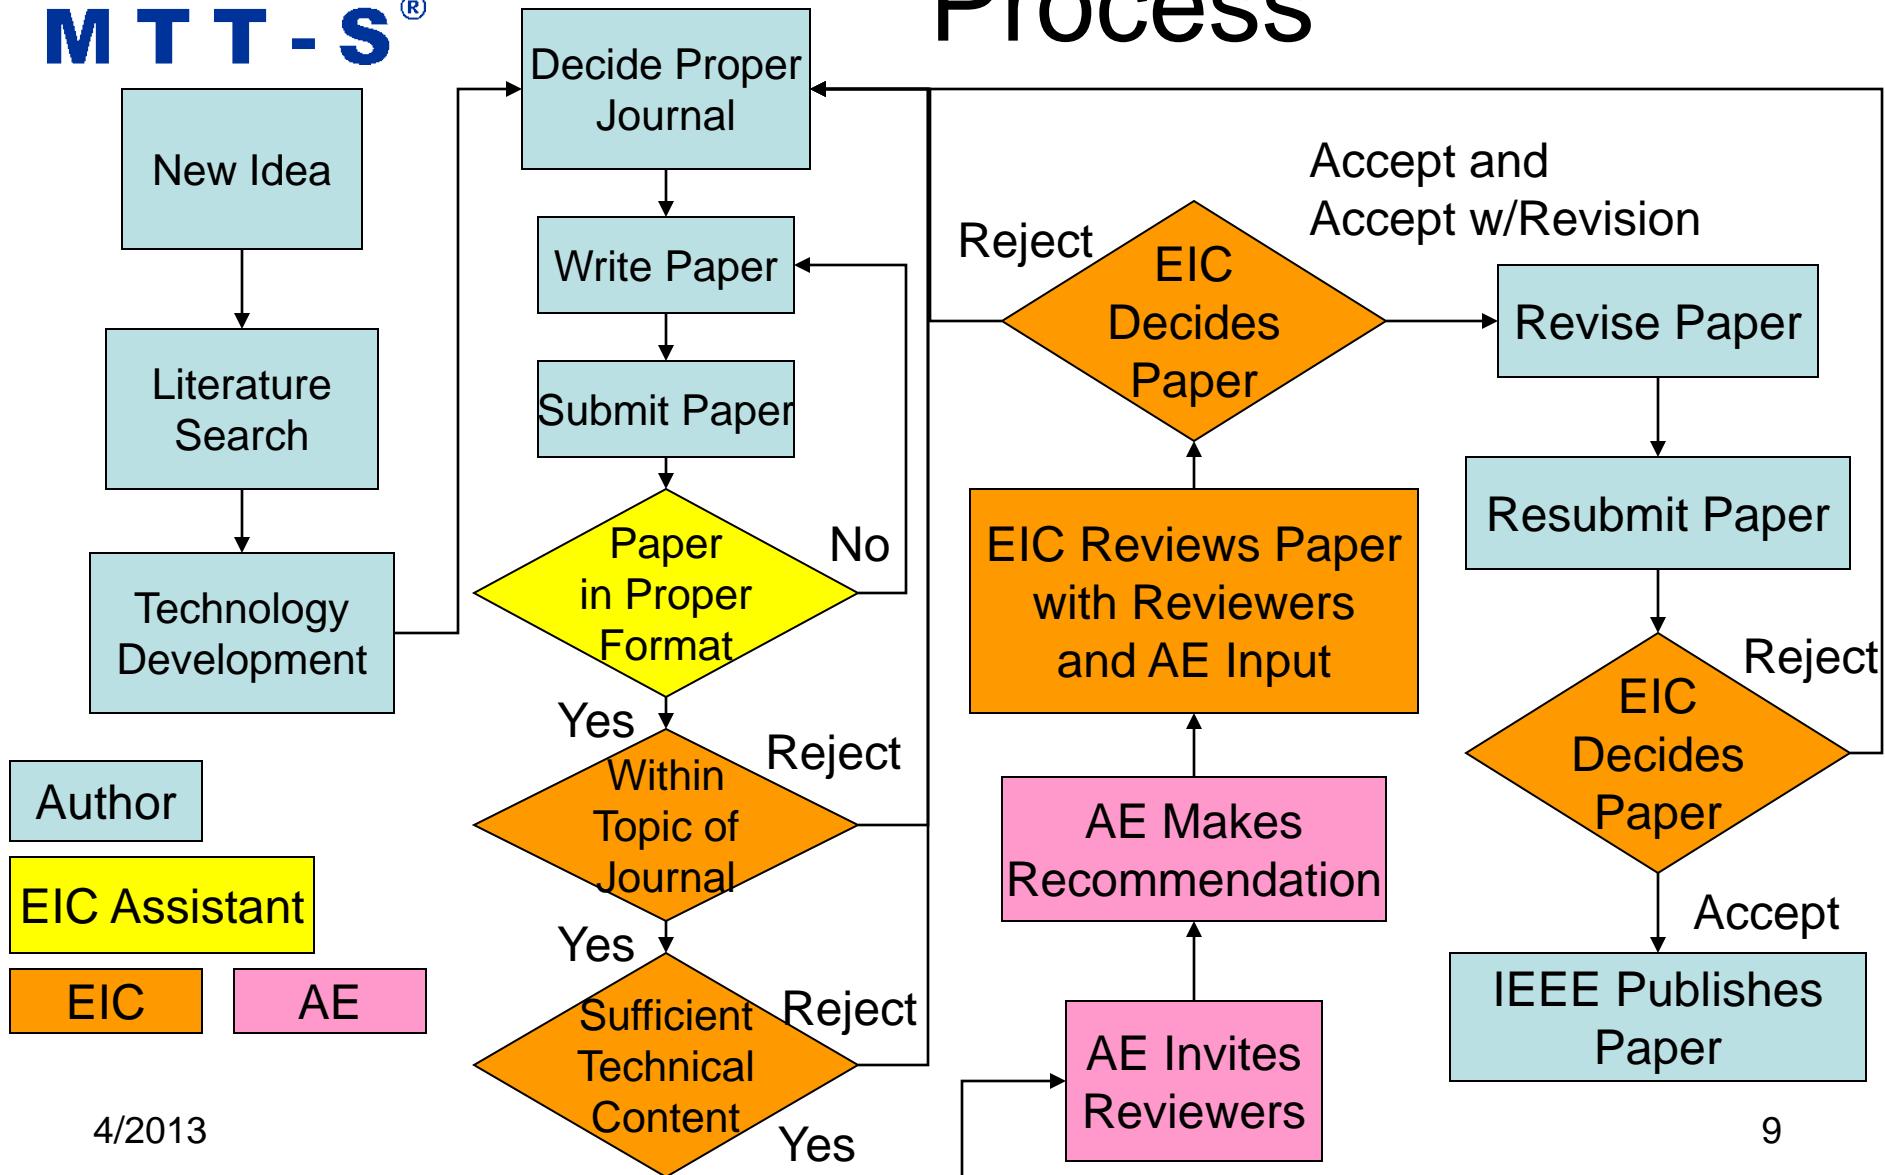 MTT-S®
Process
Decide Proper
Journal
New Idea
Accept and
Accept w/Revision
Reject
Write Paper
EIC
Decides
Paper
Revise Paper
Literature
Search
Submit Paper
Resubmit Paper
Paper
in Proper
Format
No
EIC Reviews Paper
with Reviewers
and AE Input
Technology
Development
Yes
Reject
Within
Topic of
Journal
Reject
EIC
Decides
Paper
Author
AE Makes
Recommendation
EIC Assistant
Accept
Yes
EIC
AE
Sufficient
Technical
Content
Reject
IEEE Publishes
Paper
AE Invites
Reviewers
4/2013
Yes
9